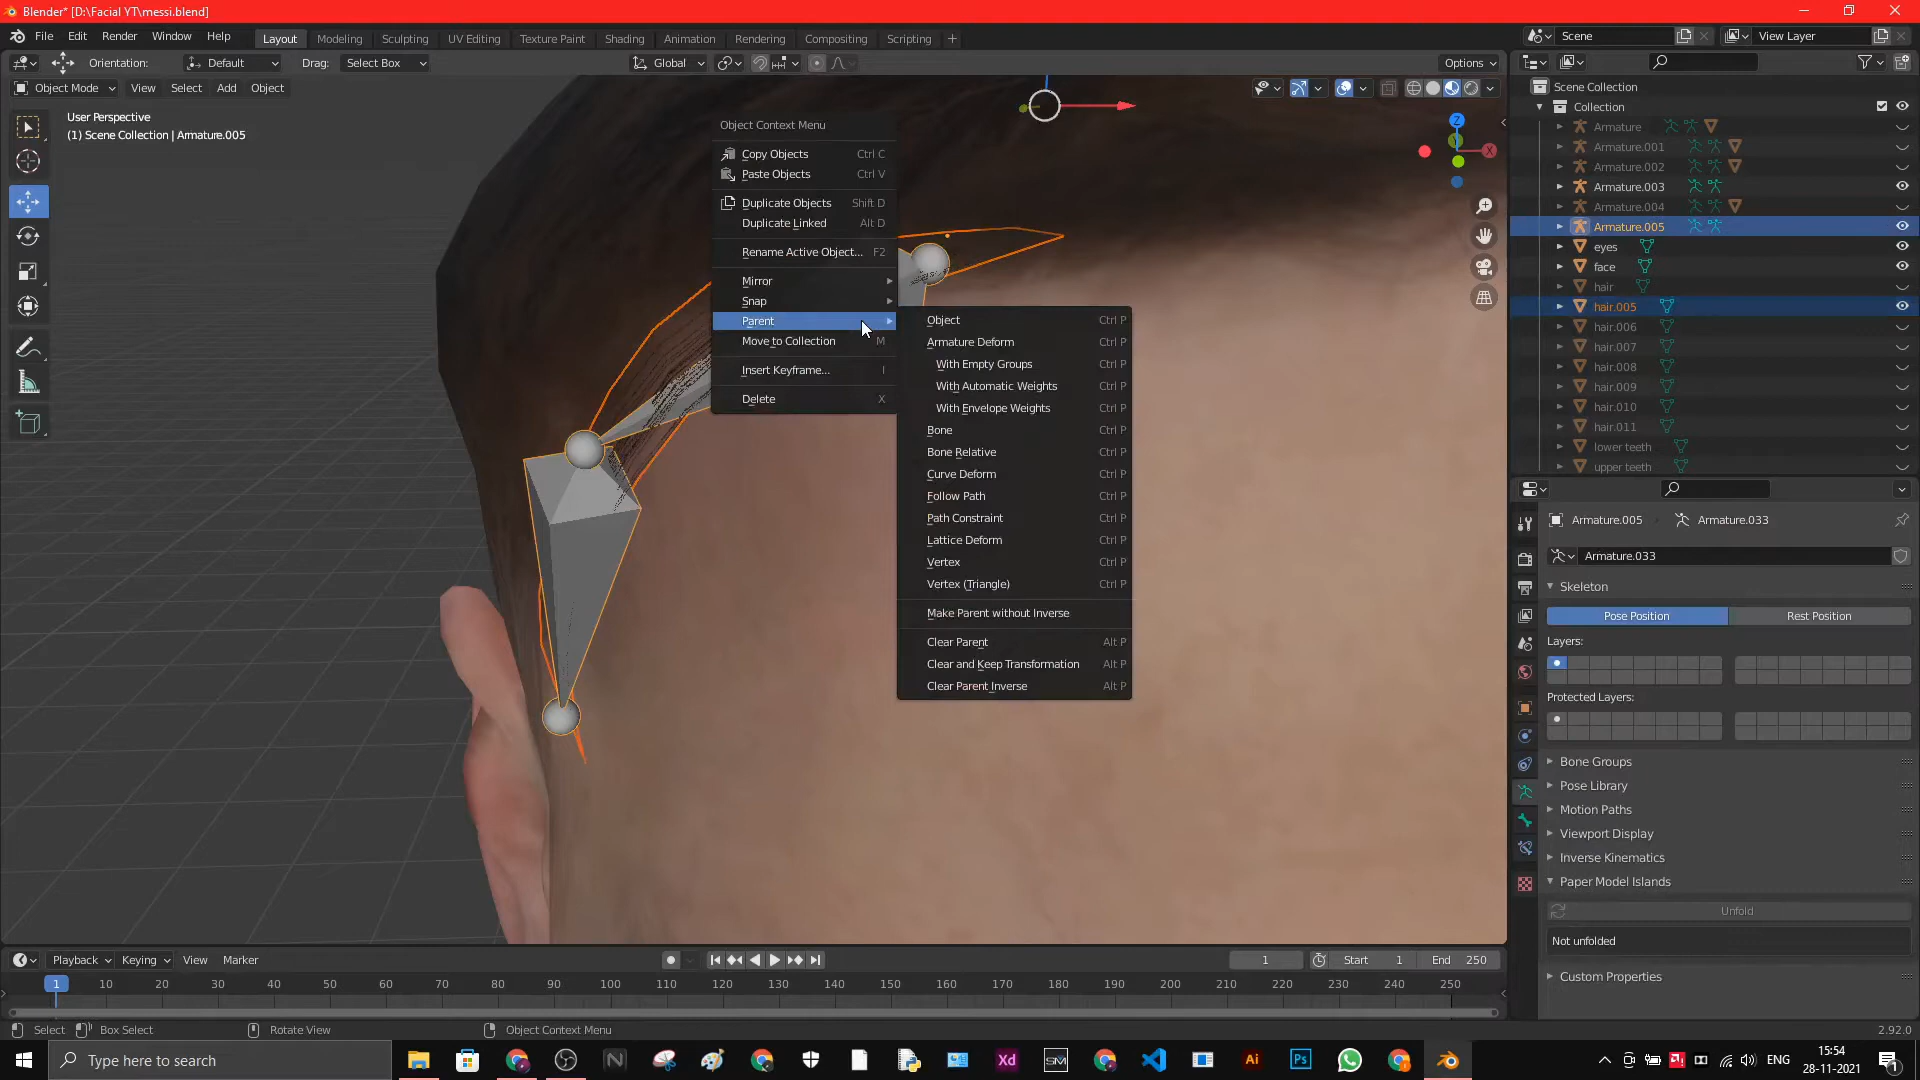 Blender* [D:\Facial YT\messi.blend]
File Edit Render Window Help
Layout Modeling Sculpting UV Editing Texture Paint Shading Animation Rendering Compositing Scripting
Scene View Layer
Orientation: Default Drag: Select Box Global Options
Object Mode View Select Add Object
User Perspective
(1) Scene Collection | Armature.005
Object Context Menu
Copy Objects Ctrl C
Paste Objects Ctrl V
Duplicate Objects Shift D
Duplicate Linked Alt D
Rename Active Object... F2
Mirror
Snap
Parent
Move to Collection M
Insert Keyframe... I
Delete X
Object Ctrl P
Armature Deform Ctrl P
With Empty Groups Ctrl P
With Automatic Weights Ctrl P
With Envelope Weights Ctrl P
Bone Ctrl P
Bone Relative Ctrl P
Curve Deform Ctrl P
Follow Path Ctrl P
Path Constraint Ctrl P
Lattice Deform Ctrl P
Vertex Ctrl P
Vertex (Triangle) Ctrl P
Make Parent without Inverse
Clear Parent Alt P
Clear and Keep Transformation Alt P
Clear Parent Inverse Alt P
Z
Y
X
Scene Collection
Collection
Armature
Armature.001
Armature.002
Armature.003
Armature.004
Armature.005
eyes
face
hair
hair.005
hair.006
hair.007
hair.008
hair.009
hair.010
hair.011
lower teeth
upper teeth
Armature.005 Armature.033
Armature.033
Skeleton
Pose Position Rest Position
Layers:
Protected Layers:
Bone Groups
Pose Library
Motion Paths
Viewport Display
Inverse Kinematics
Paper Model Islands
Unfold
Not unfolded
Custom Properties
Playback Keying View Marker
1 Start 1 End 250
1 10 20 30 40 50 60 70 80 90 100 110 120 130 140 150 160 170 180 190 200 210 220 230 240 250
Select Box Select Rotate View Object Context Menu 2.92.0
Type here to search
N Xd SM Ai Ps
ENG
15:54
28-11-2021
1